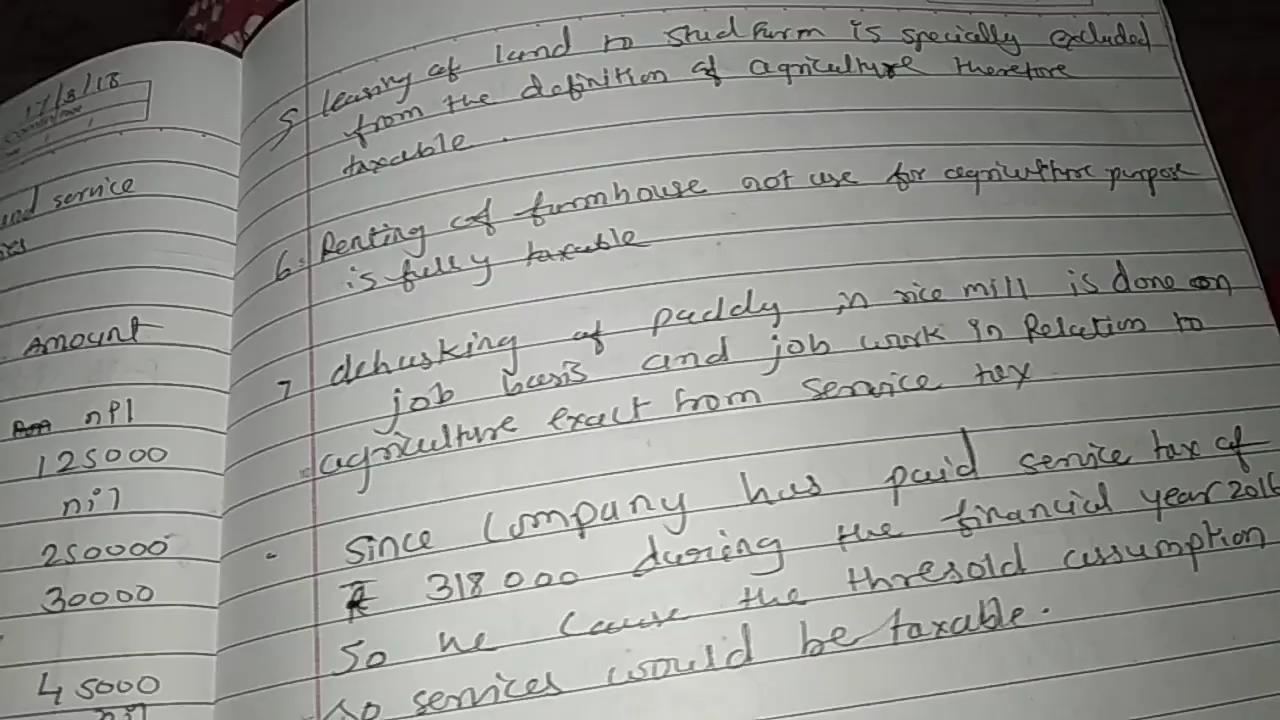 17/3/18
and service
Amount
npl
125000
nil
250000
30000
45000
nil
5 leasing of land to stud farm is specially excluded
from the definition of agriculture therefore
taxable.
6. Renting of farmhouse not use for agriculture purpose
is fully taxable
7 dehusking of paddy in rice mill is done on
job basis and job work in Relation to
agriculture exact from service tax
- Since Company has paid service tax of
₹ 318000 during the financial year 2016
So he cause the thresold assumption
so services would be taxable.